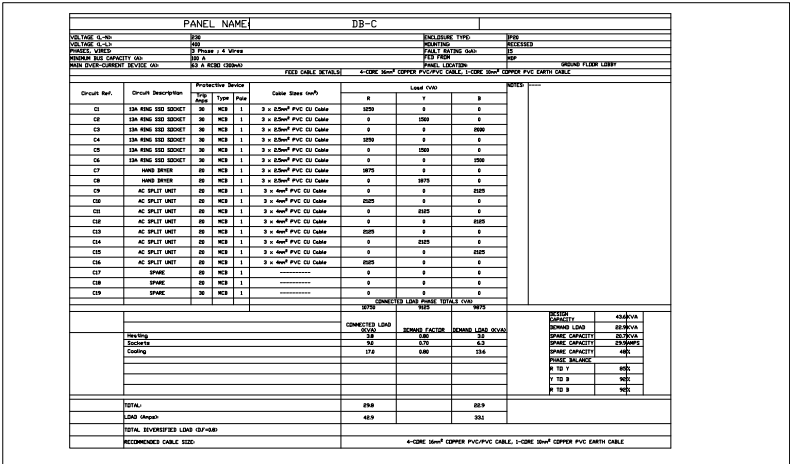 PANEL NAME: DB-C
VOLTAGE (L-N): 230 ENCLOSURE TYPE: IP20
VOLTAGE (L-L): 400 MOUNTING: RECESSED
PHASES, WIRES: 3 Phase ; 4 Wires FAULT RATING (kA): 15
MINIMUM BUS CAPACITY (A): 100 A FED FROM MDP
MAIN OVER-CURRENT DEVICE (A): 63 A RCBO (300mA) PANEL LOCATION: GROUND FLOOR LOBBY
FEED CABLE DETAILS: 4-CORE 16mm² COPPER PVC/PVC CABLE, 1-CORE 10mm² COPPER PVC EARTH CABLE
Circuit Ref. Circuit Description Protective Device Cable Sizes (mm²) Load (VA) NOTES: ----
Trip Amps Type Pole R Y B
C1 13A RING SSO SOCKET 30 MCB 1 3 x 2.5mm² PVC CU Cable 1250 0 0
C2 13A RING SSO SOCKET 30 MCB 1 3 x 2.5mm² PVC CU Cable 0 1500 0
C3 13A RING SSO SOCKET 30 MCB 1 3 x 2.5mm² PVC CU Cable 0 0 2000
C4 13A RING SSO SOCKET 30 MCB 1 3 x 2.5mm² PVC CU Cable 1250 0 0
C5 13A RING SSO SOCKET 30 MCB 1 3 x 2.5mm² PVC CU Cable 0 1500 0
C6 13A RING SSO SOCKET 30 MCB 1 3 x 2.5mm² PVC CU Cable 0 0 1500
C7 HAND DRYER 20 MCB 1 3 x 2.5mm² PVC CU Cable 1875 0 0
C8 HAND DRYER 20 MCB 1 3 x 2.5mm² PVC CU Cable 0 1875 0
C9 AC SPLIT UNIT 20 MCB 1 3 x 4mm² PVC CU Cable 0 0 2125
C10 AC SPLIT UNIT 20 MCB 1 3 x 4mm² PVC CU Cable 2125 0 0
C11 AC SPLIT UNIT 20 MCB 1 3 x 4mm² PVC CU Cable 0 2125 0
C12 AC SPLIT UNIT 20 MCB 1 3 x 4mm² PVC CU Cable 0 0 2125
C13 AC SPLIT UNIT 20 MCB 1 3 x 4mm² PVC CU Cable 2125 0 0
C14 AC SPLIT UNIT 20 MCB 1 3 x 4mm² PVC CU Cable 0 2125 0
C15 AC SPLIT UNIT 20 MCB 1 3 x 4mm² PVC CU Cable 0 0 2125
C16 AC SPLIT UNIT 20 MCB 1 3 x 4mm² PVC CU Cable 2125 0 0
C17 SPARE 20 MCB 1 ---------- 0 0 0
C18 SPARE 20 MCB 1 ---------- 0 0 0
C19 SPARE 30 MCB 1 ---------- 0 0 0
CONNECTED LOAD PHASE TOTALS (VA)
10750 9125 9875
CONNECTED LOAD (KVA) DEMAND FACTOR DEMAND LOAD (KVA)
Heating 3.8 0.80 3.0
Sockets 9.0 0.70 6.3
Cooling 17.0 0.80 13.6
DESIGN CAPACITY 43.6 KVA
DEMAND LOAD 22.9 KVA
SPARE CAPACITY 20.7 KVA
SPARE CAPACITY 29.9 AMPS
SPARE CAPACITY 48 %
PHASE BALANCE
R TO Y 85 %
Y TO B 92 %
R TO B 92 %
TOTAL: 29.8 22.9
LOAD (Amps): 42.9 33.1
TOTAL DIVERSIFIED LOAD (D.F=0.8)
RECOMMENDED CABLE SIZE: 4-CORE 16mm² COPPER PVC/PVC CABLE, 1-CORE 10mm² COPPER PVC EARTH CABLE